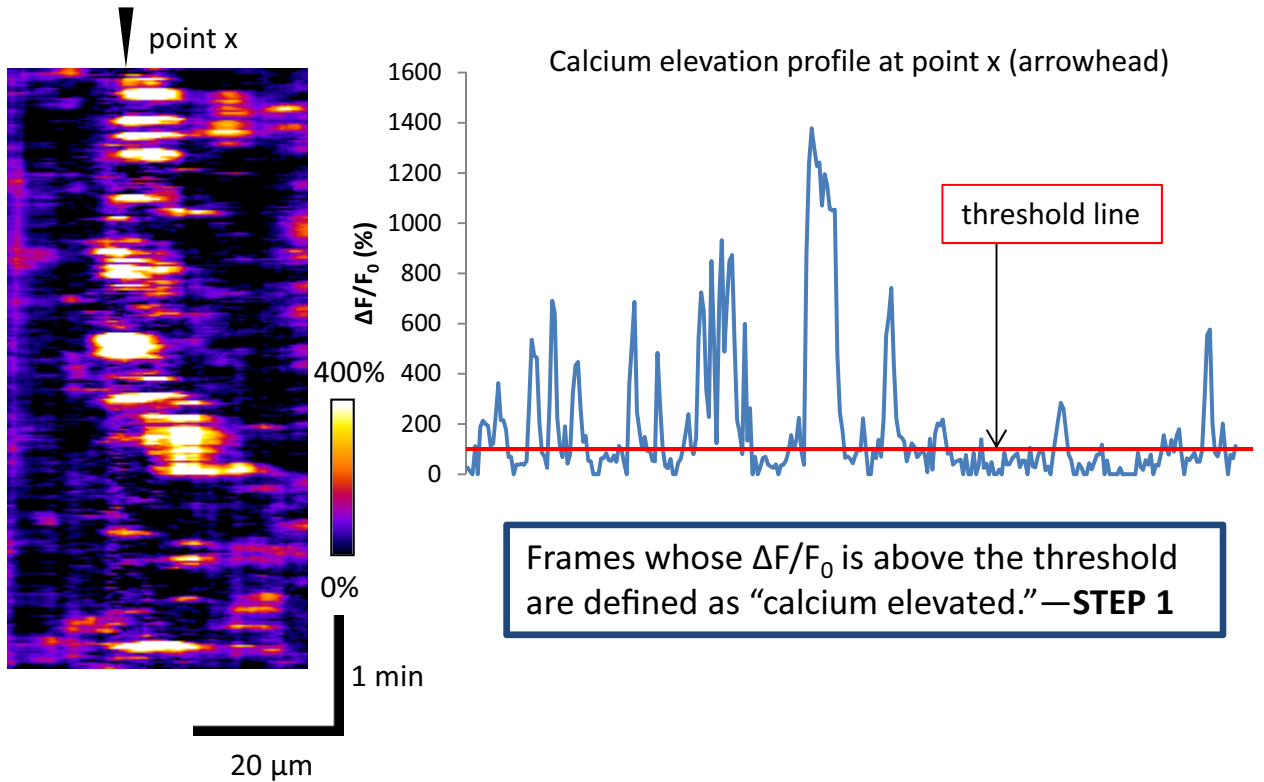 point x
Calcium elevation profile at point x (arrowhead)
1600
1400
1200
1000
800
600
400
200
0
ΔF/F0 (%)
threshold line
400%
0%
1 min
20 μm
Frames whose ΔF/F0 is above the threshold
are defined as “calcium elevated.”—STEP 1